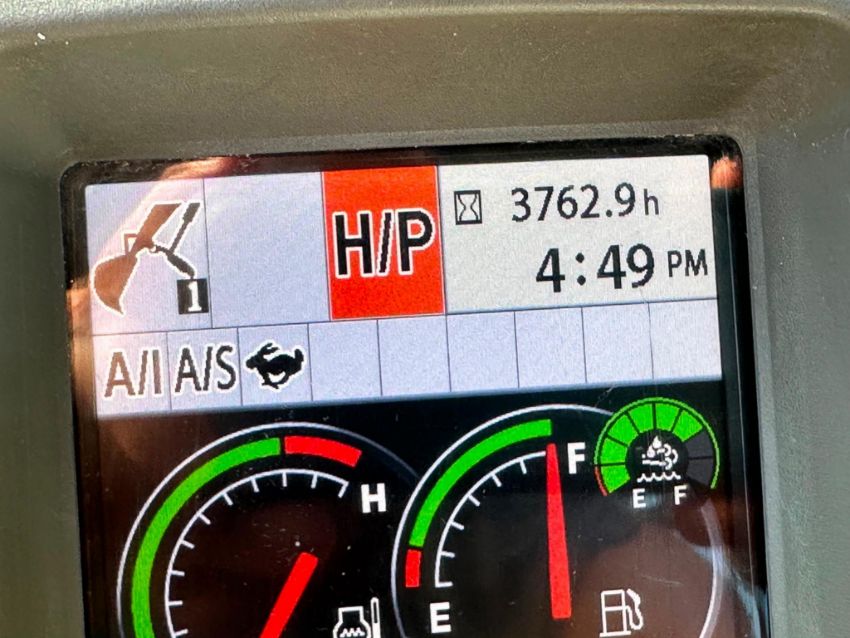 1
H/P
3762.9h
4:49 PM
A/I A/S
H
F
E F
E